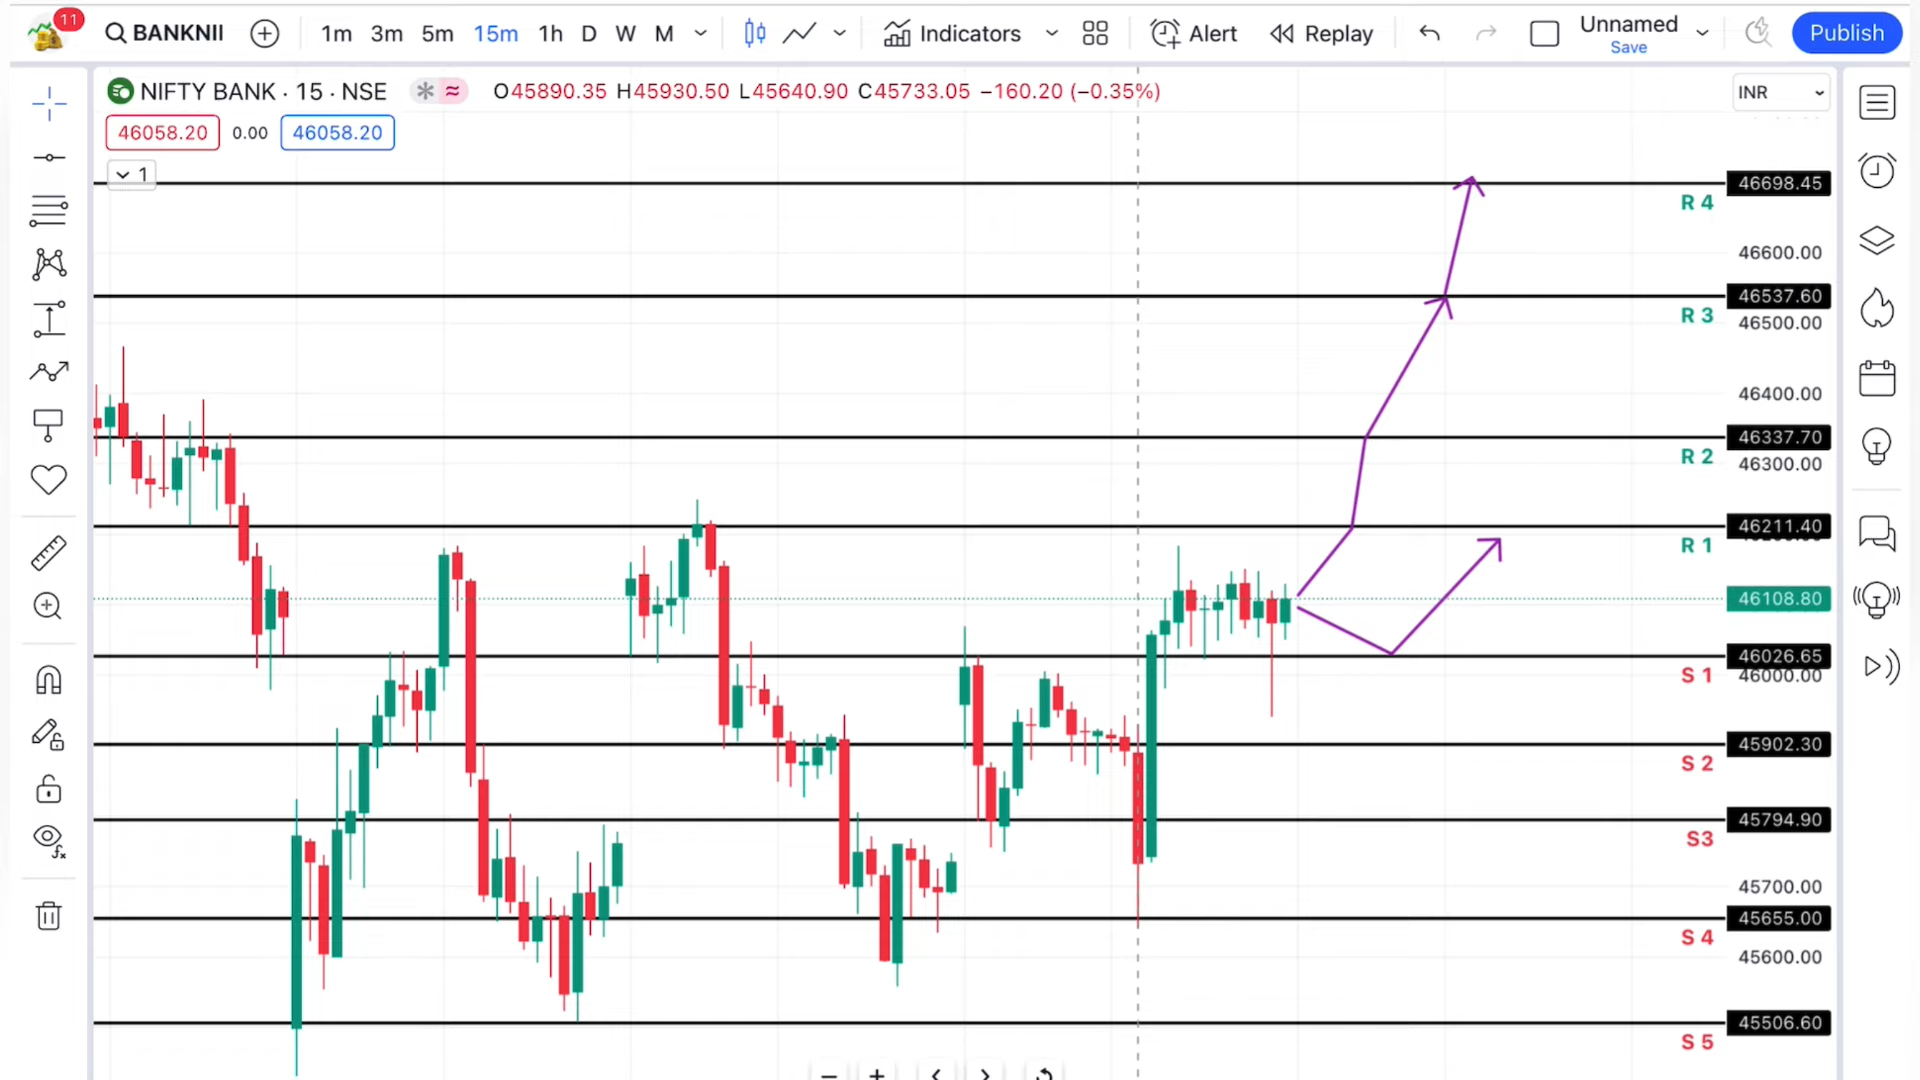 11
BANKNII
1m 3m 5m 15m 1h D W M
Indicators
Alert
Replay
Unnamed
Save
Publish
NIFTY BANK · 15 · NSE
O45890.35 H45930.50 L45640.90 C45733.05 −160.20 (−0.35%)
INR
46058.20 0.00 46058.20
1
46698.45
R 4
46600.00
46537.60
R 3
46500.00
46400.00
46337.70
R 2
46300.00
46211.40
R 1
46108.80
46026.65
S 1
46000.00
45902.30
S 2
45794.90
S3
45700.00
45655.00
S 4
45600.00
45506.60
S 5